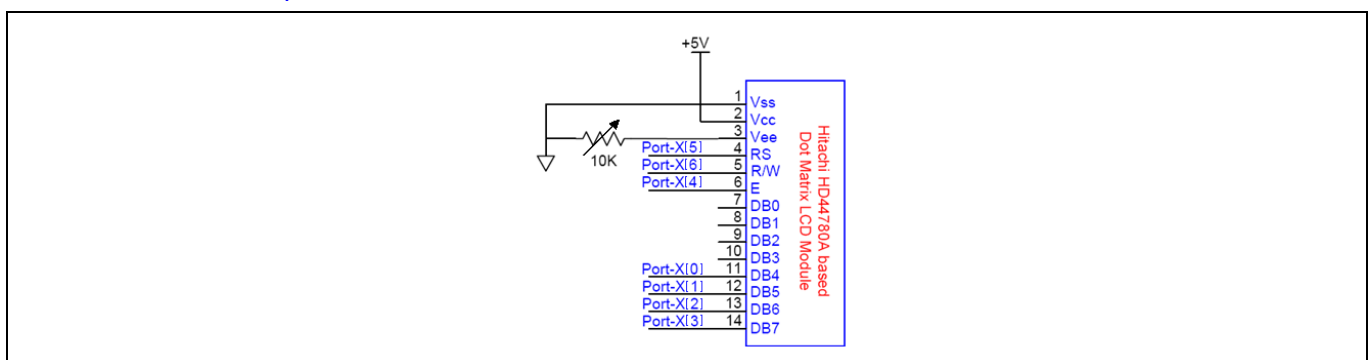 +5V
1 Vss
2 Vcc
3 Vee
10K
Port-X[5] 4 RS
Port-X[6] 5 R/W
Port-X[4] 6 E
7 DB0
8 DB1
9 DB2
10 DB3
Port-X[0] 11 DB4
Port-X[1] 12 DB5
Port-X[2] 13 DB6
Port-X[3] 14 DB7
Hitachi HD44780A based
Dot Matrix LCD Module